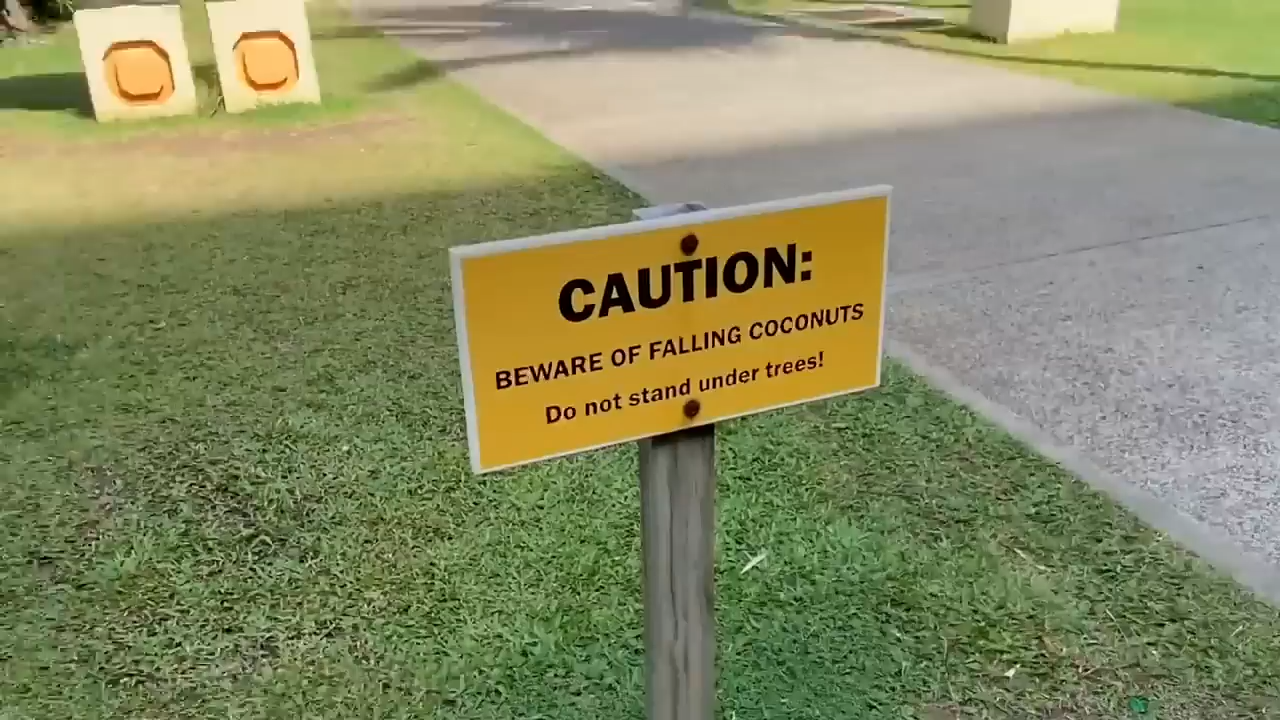 CAUTION:
BEWARE OF FALLING COCONUTS
Do not stand under trees!